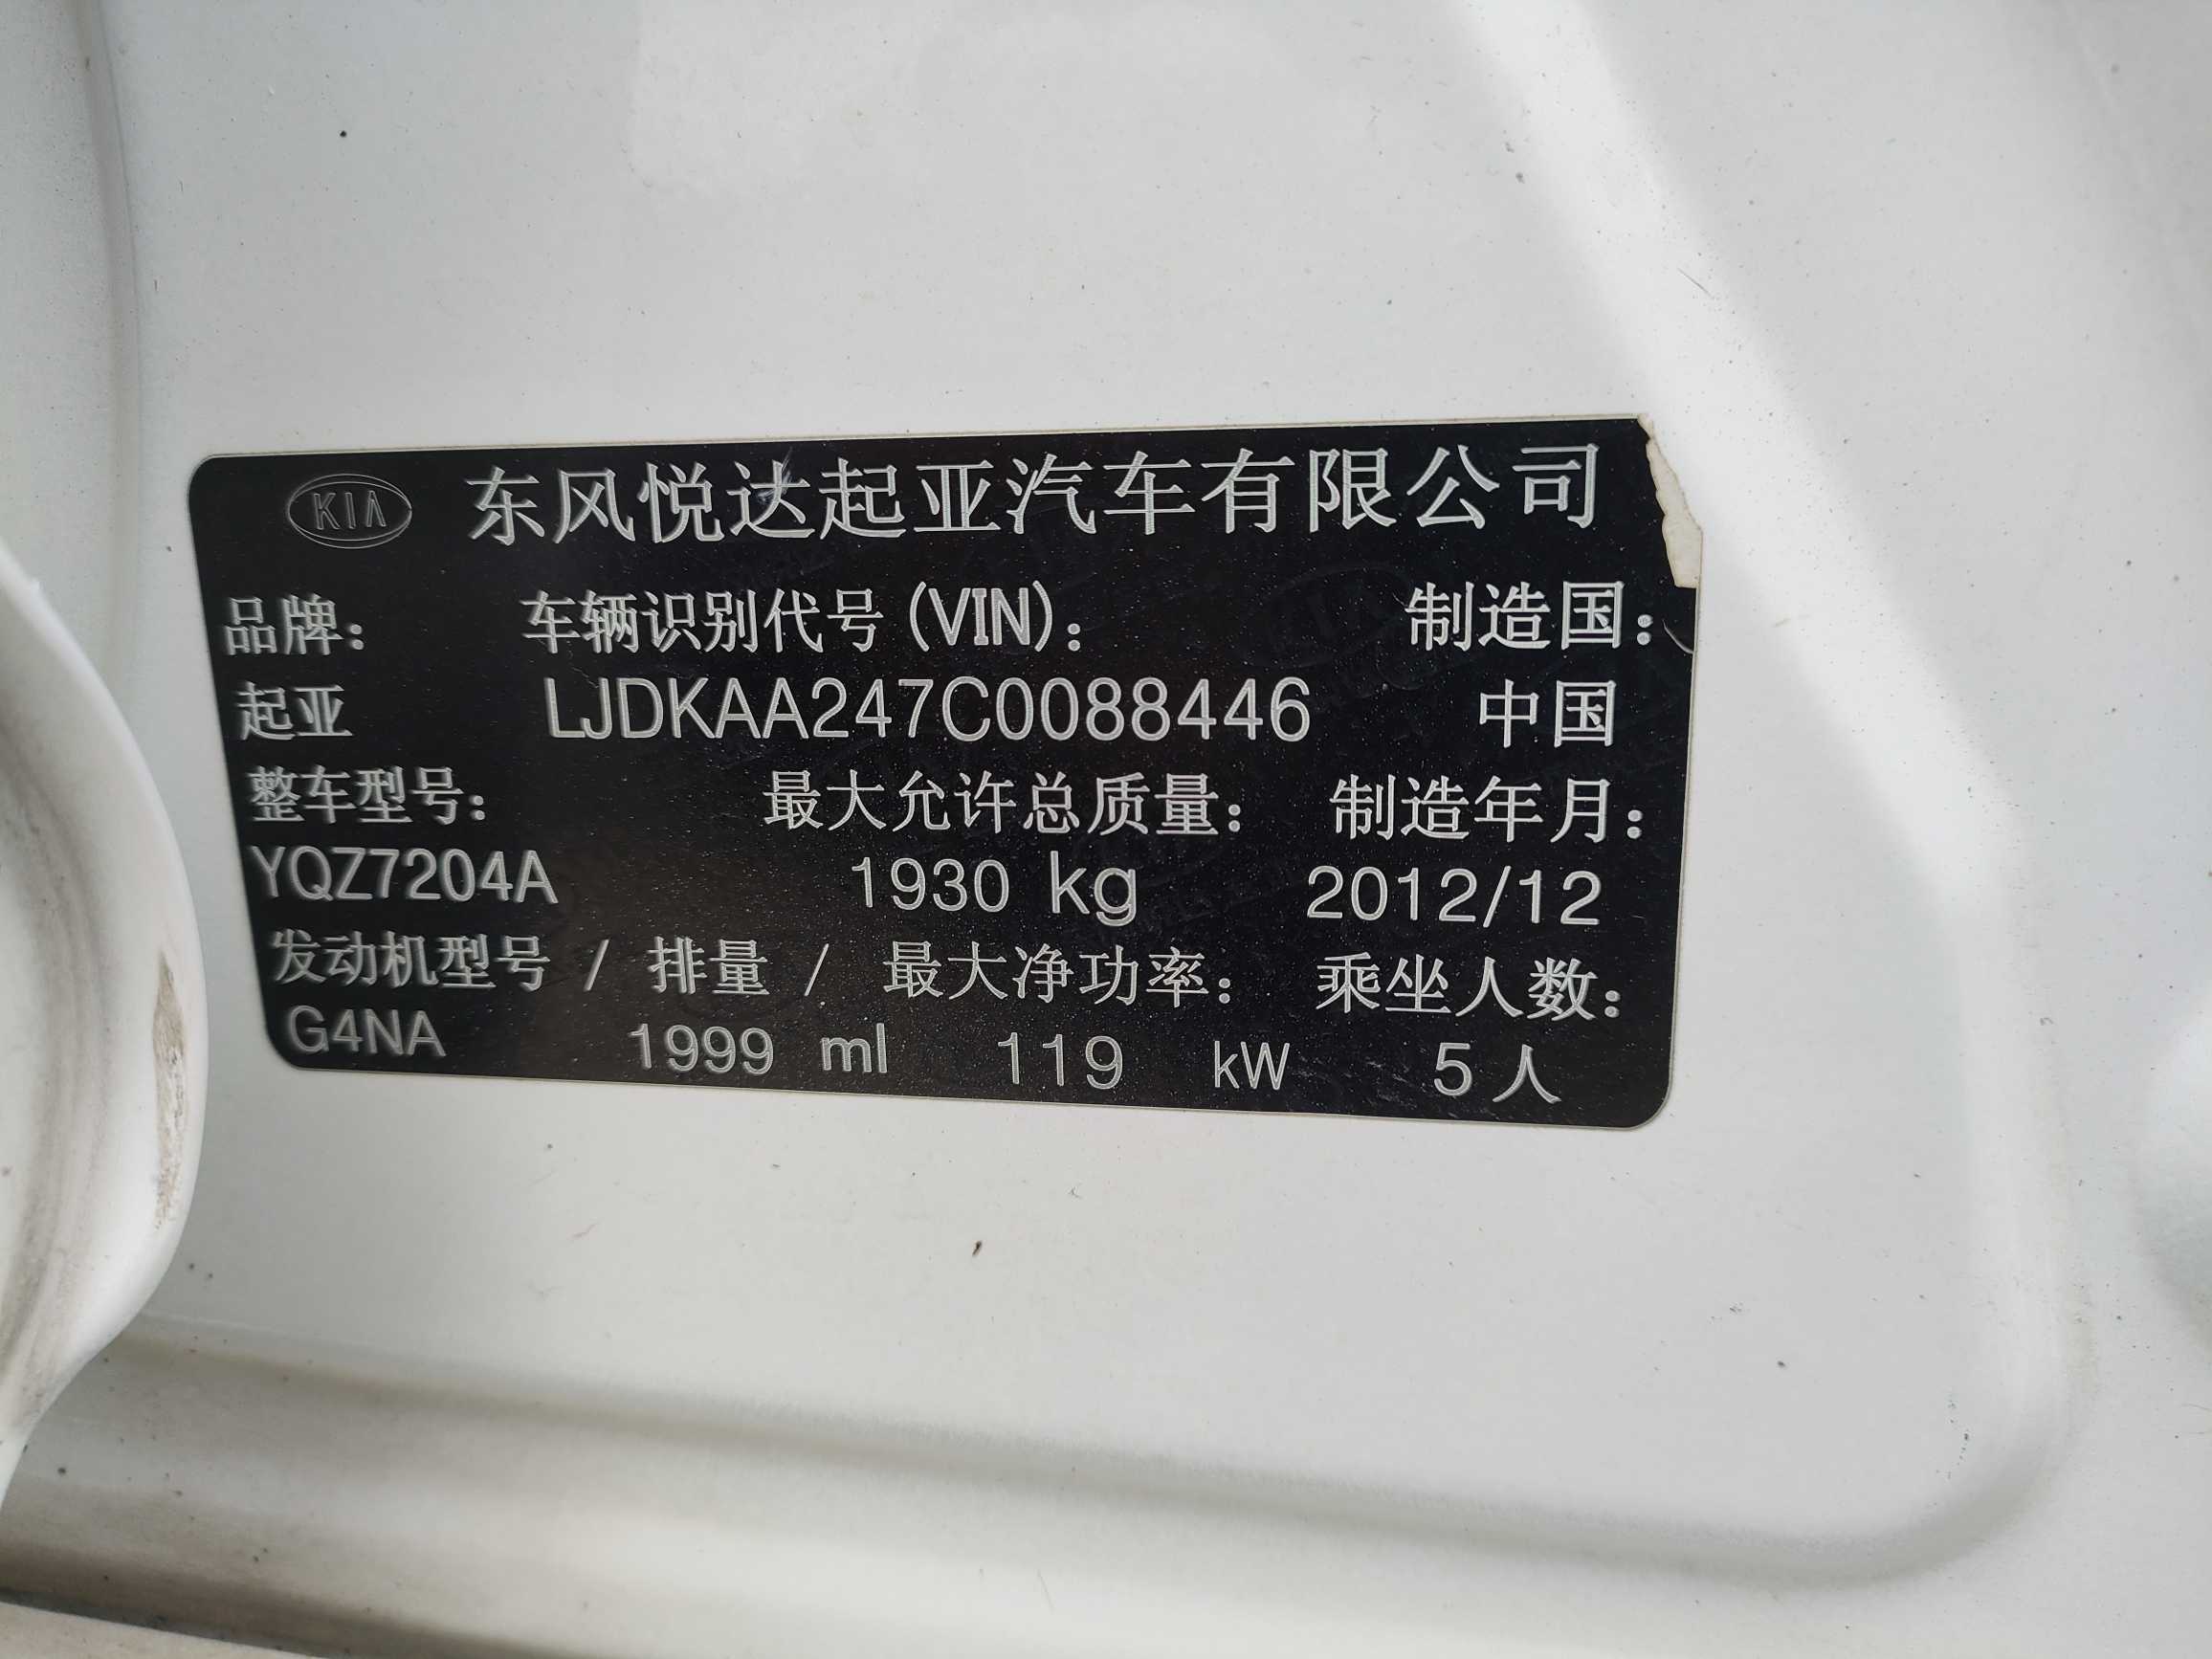 KIA 东风悦达起亚汽车有限公司
品牌： 车辆识别代号(VIN)： 制造国：
起亚 LJDKAA247C0088446 中国
整车型号： 最大允许总质量： 制造年月：
YQZ7204A 1930 kg 2012/12
发动机型号 / 排量 / 最大净功率： 乘坐人数：
G4NA 1999 ml 119 kW 5人